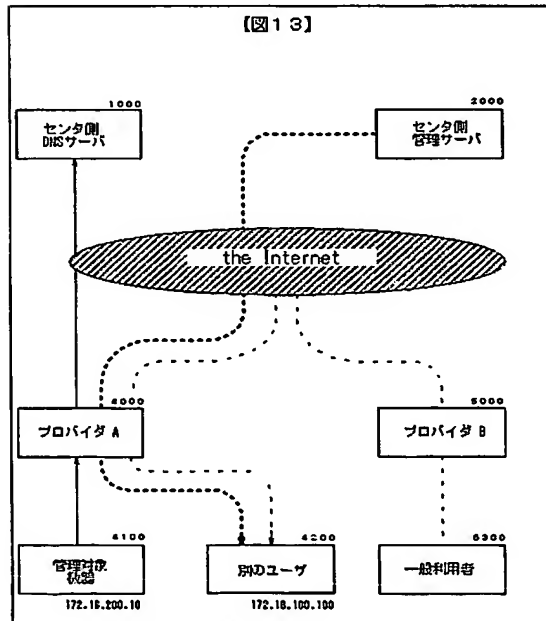 【図13】
1000
2000
センタ側
DNSサーバ
センタ側
管理サーバ
the Internet
4000
5000
プロバイダ A
プロバイダ B
4100
4200
管理対象
機器
別のユーザ
一般利用者
172.16.200.10
172.16.100.100